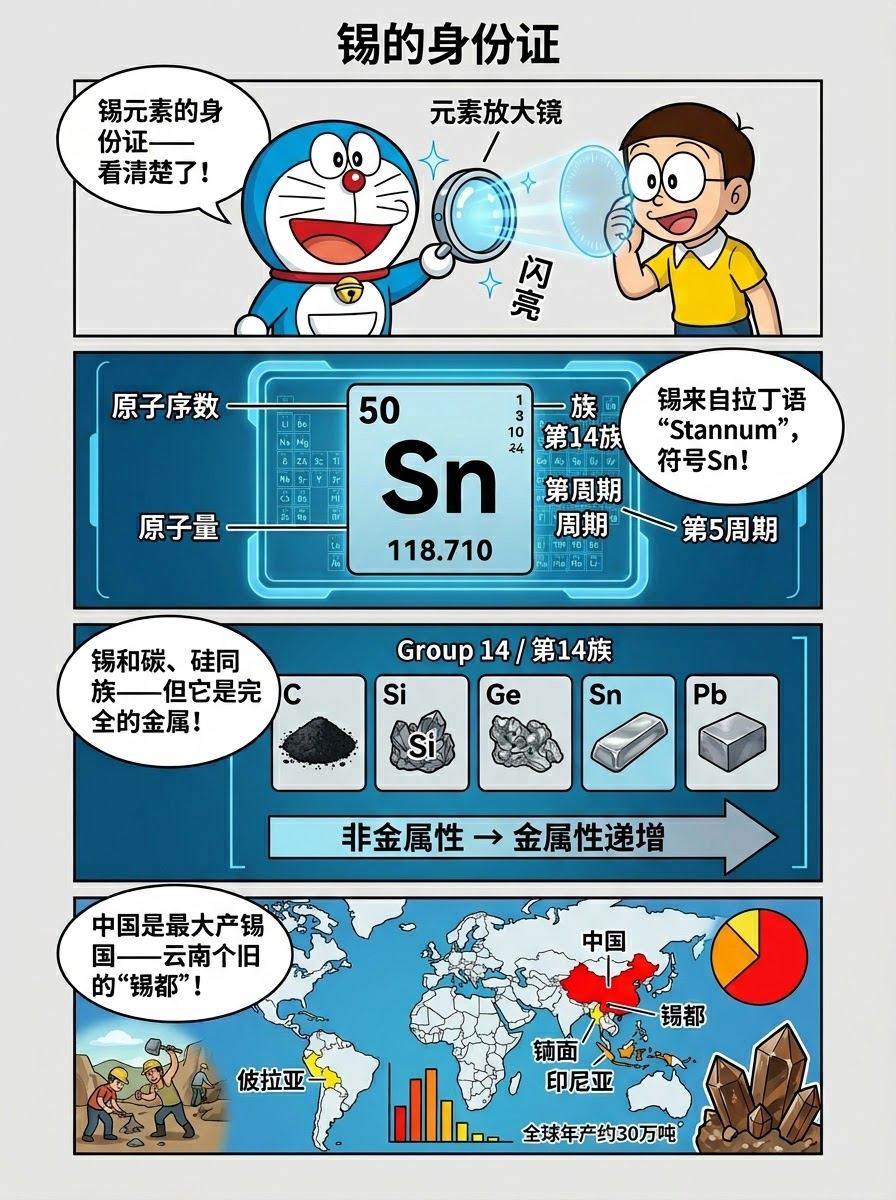 锡的身份证
锡元素的身
份证——
看清楚了！
元素放大镜
闪
亮
原子序数
原子量
50
Sn
118.710
1
3
10
24
族
第14族
第周期
周期
第5周期
锡来自拉丁语
“Stannum”，
符号Sn！
锡和碳、硅同
族——但它是完
全的金属！
Group 14 / 第14族
C
Si
Si
Ge
Sn
Pb
非金属性 → 金属性递增
中国是最大产锡
国——云南个旧
的“锡都”！
中国
锡都
印尼亚
拉亚
全球年产约30万吨